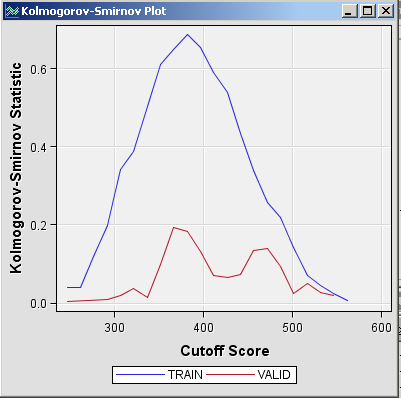 Kolmogorov-Smirnov Plot
Kolmogorov-Smirnov Statistic
0.6
0.4
0.2
0.0
300 400 500 600
Cutoff Score
TRAIN VALID